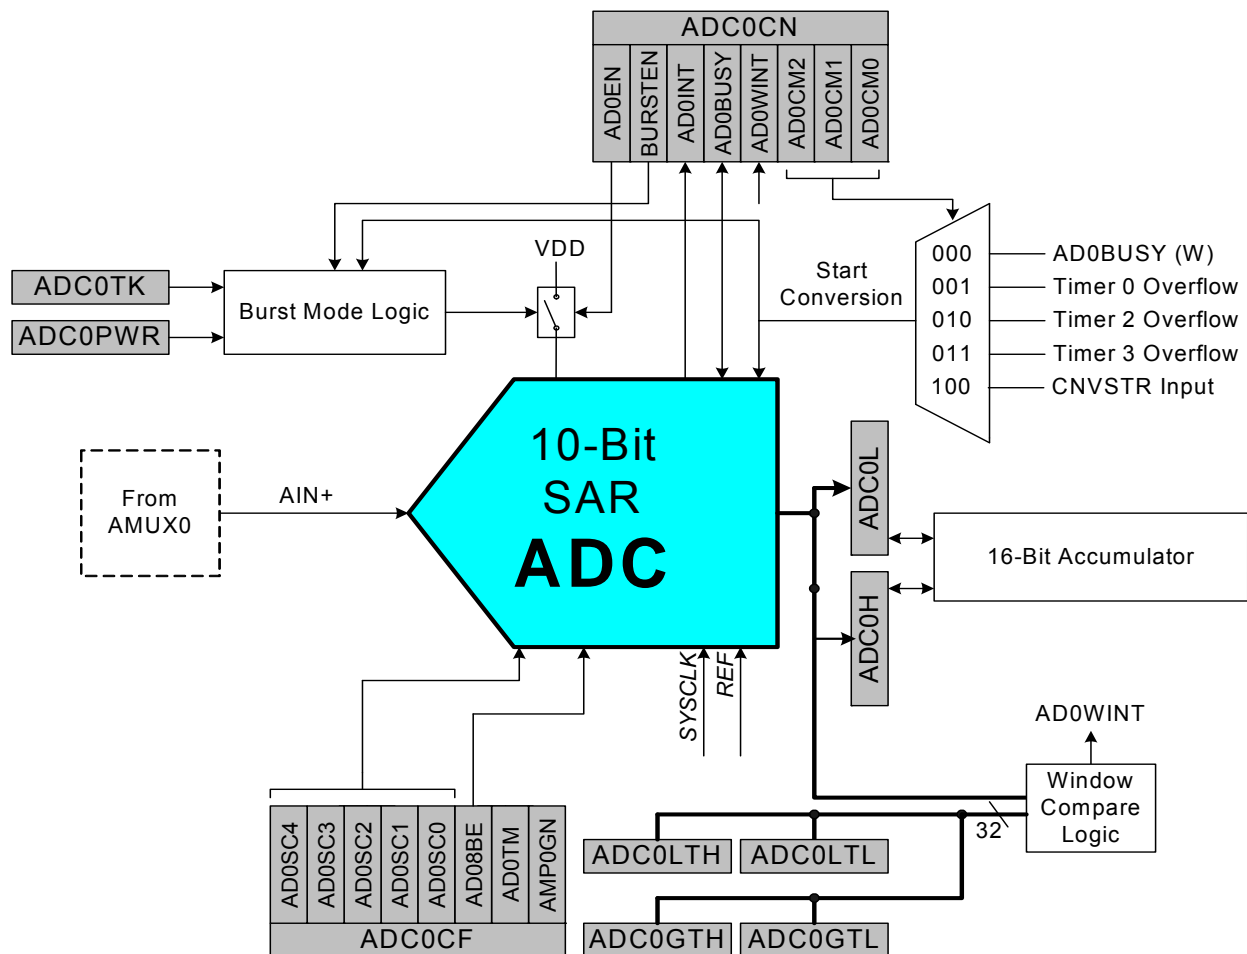 ADC0CN
AD0EN
BURSTEN
AD0INT
AD0BUSY
AD0WINT
AD0CM2
AD0CM1
AD0CM0
VDD
Start
Conversion
000
001
010
011
100
AD0BUSY (W)
Timer 0 Overflow
Timer 2 Overflow
Timer 3 Overflow
CNVSTR Input
ADC0TK
ADC0PWR
Burst Mode Logic
10-Bit
SAR
ADC
From
AMUX0
AIN+
ADC0L
ADC0H
16-Bit Accumulator
SYSCLK
REF
AD0WINT
Window
Compare
Logic
32
AD0SC4
AD0SC3
AD0SC2
AD0SC1
AD0SC0
AD08BE
AD0TM
AMP0GN
ADC0CF
ADC0LTH
ADC0LTL
ADC0GTH
ADC0GTL